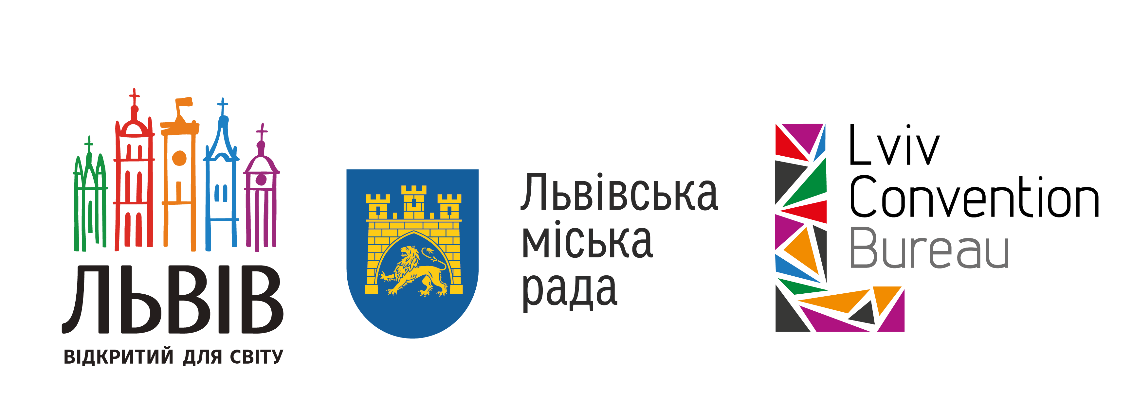 ЛЬВІВ
ВІДКРИТИЙ ДЛЯ СВІТУ
Львівська
міська
рада
Lviv
Convention
Bureau